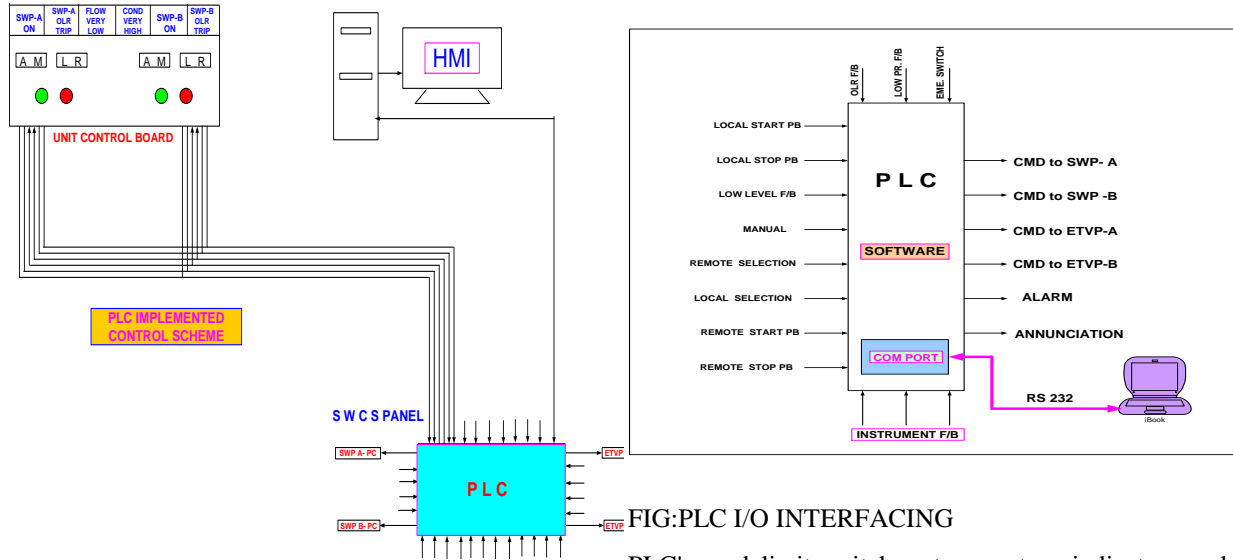 SWP-A ON
SWP-A OLR TRIP
FLOW VERY LOW
COND VERY HIGH
SWP-B ON
SWP-B OLR TRIP
A M
L R
A M
L R
UNIT CONTROL BOARD
HMI
PLC IMPLEMENTED
CONTROL SCHEME
S W C S PANEL
SWP A- PC
SWP B- PC
P L C
ETVP
ETVP
OLR F/B
LOW PR. F/B
EME. SWITCH
LOCAL START PB
LOCAL STOP PB
LOW LEVEL F/B
MANUAL
REMOTE SELECTION
LOCAL SELECTION
REMOTE START PB
REMOTE STOP PB
P L C
SOFTWARE
COM PORT
INSTRUMENT F/B
CMD to SWP- A
CMD to SWP -B
CMD to ETVP-A
CMD to ETVP-B
ALARM
ANNUNCIATION
RS 232
iBook
FIG:PLC I/O INTERFACING